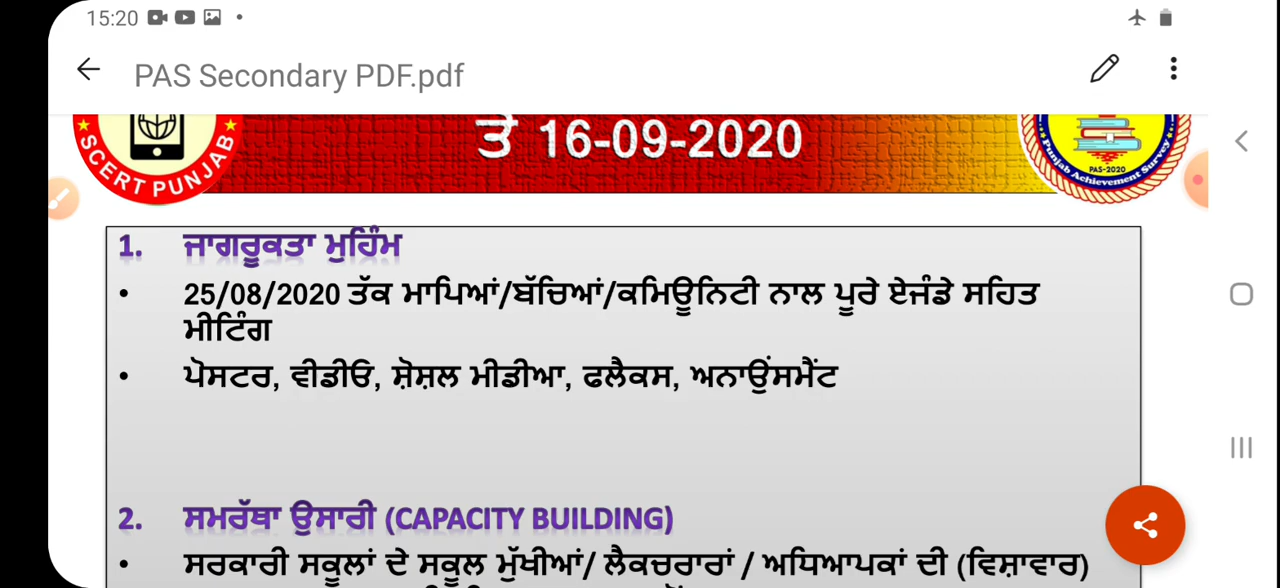 15:20
PAS Secondary PDF.pdf
SCERT PUNJAB
ਤੋਂ 16-09-2020
PAS-2020
Punjab Achievement Survey
1. ਜਾਗਰੂਕਤਾ ਮੁਹਿੰਮ
• 25/08/2020 ਤੱਕ ਮਾਪਿਆਂ/ਬੱਚਿਆਂ/ਕਮਿਊਨਿਟੀ ਨਾਲ ਪੂਰੇ ਏਜੰਡੇ ਸਹਿਤ
ਮੀਟਿੰਗ
• ਪੋਸਟਰ, ਵੀਡੀਓ, ਸ਼ੋਸ਼ਲ ਮੀਡੀਆ, ਫਲੈਕਸ, ਅਨਾਉਂਸਮੈਂਟ
2. ਸਮਰੱਥਾ ਉਸਾਰੀ (CAPACITY BUILDING)
• ਸਰਕਾਰੀ ਸਕੂਲਾਂ ਦੇ ਸਕੂਲ ਮੁੱਖੀਆਂ/ ਲੈਕਚਰਾਰਾਂ / ਅਧਿਆਪਕਾਂ ਦੀ (ਵਿਸ਼ਾਵਾਰ)